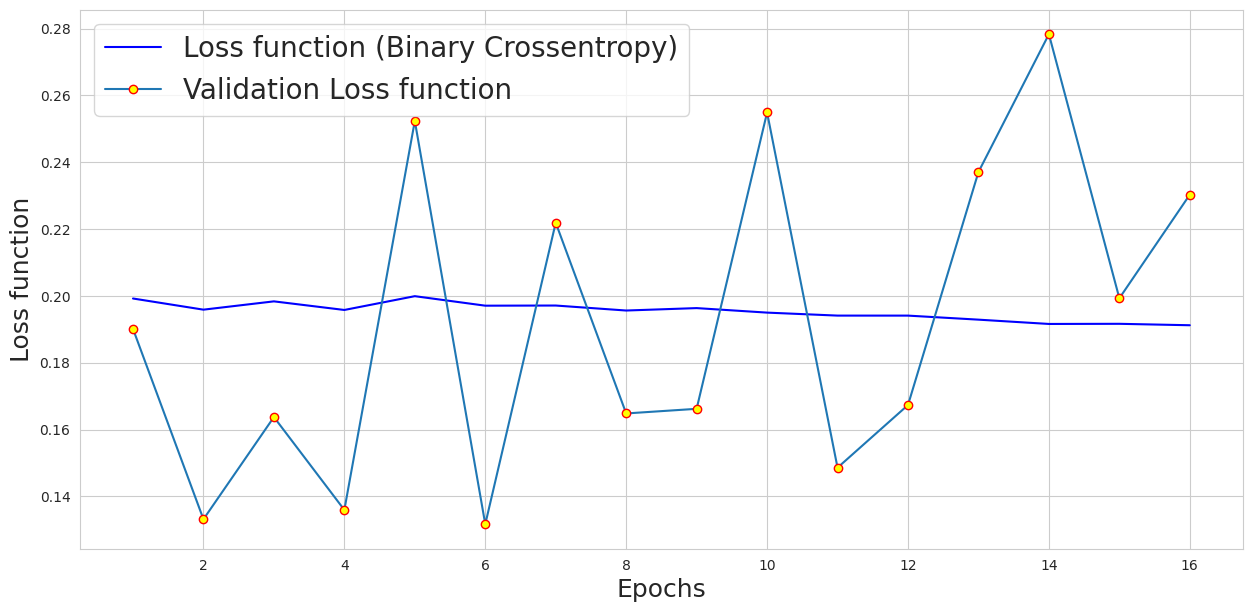 Loss function (Binary Crossentropy)
Validation Loss function
0.28
0.26
0.24
0.22
0.20
0.18
0.16
0.14
Loss function
2 4 6 8 10 12 14 16
Epochs